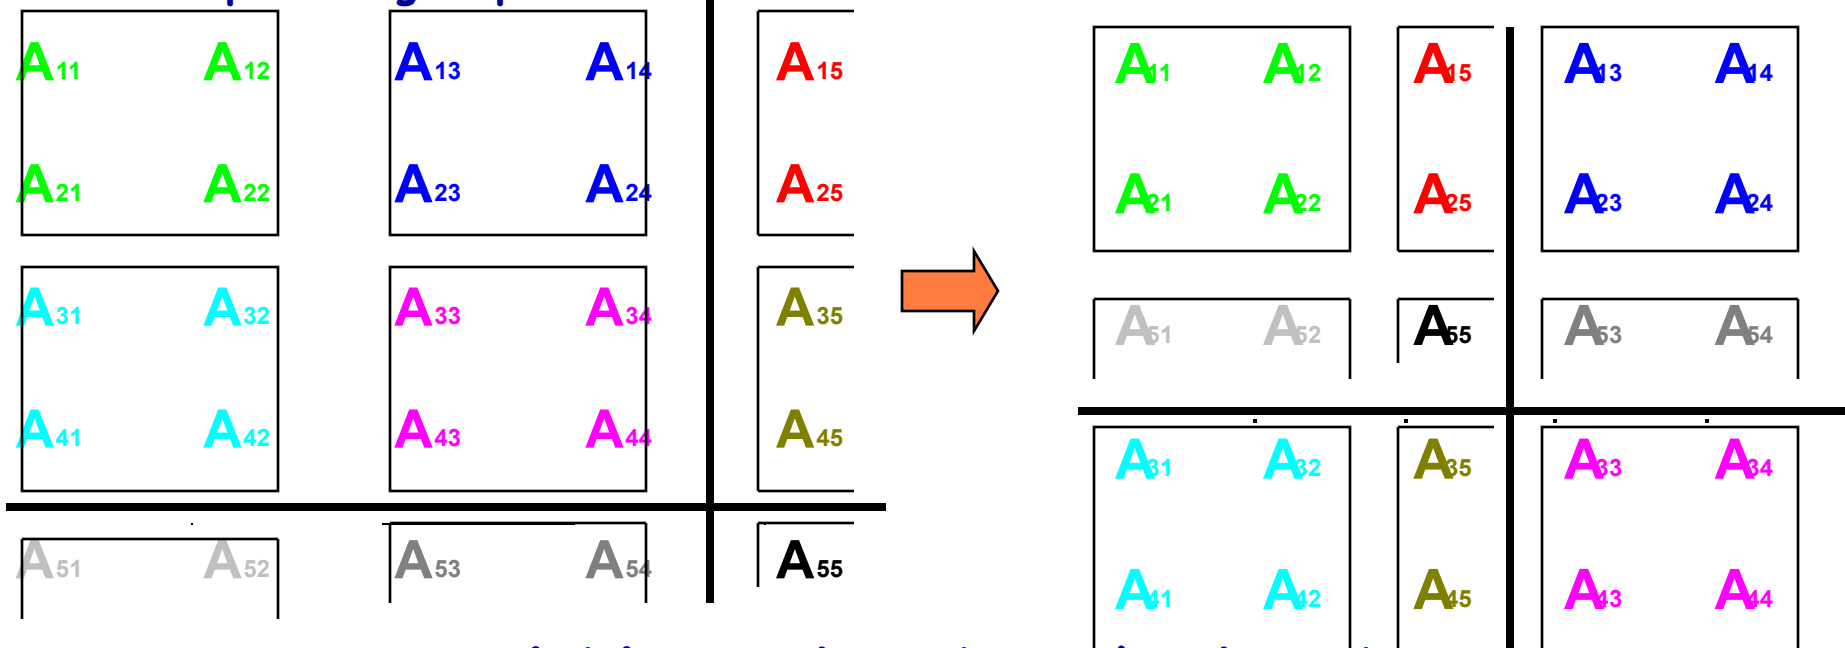 A11 A12 A13 A14 A15
A21 A22 A23 A24 A25
A31 A32 A33 A34 A35
A41 A42 A43 A44 A45
A51 A52 A53 A54 A55
A11 A12 A15 A13 A14
A21 A22 A25 A23 A24
A51 A52 A55 A53 A54
A31 A32 A35 A33 A34
A41 A42 A45 A43 A44